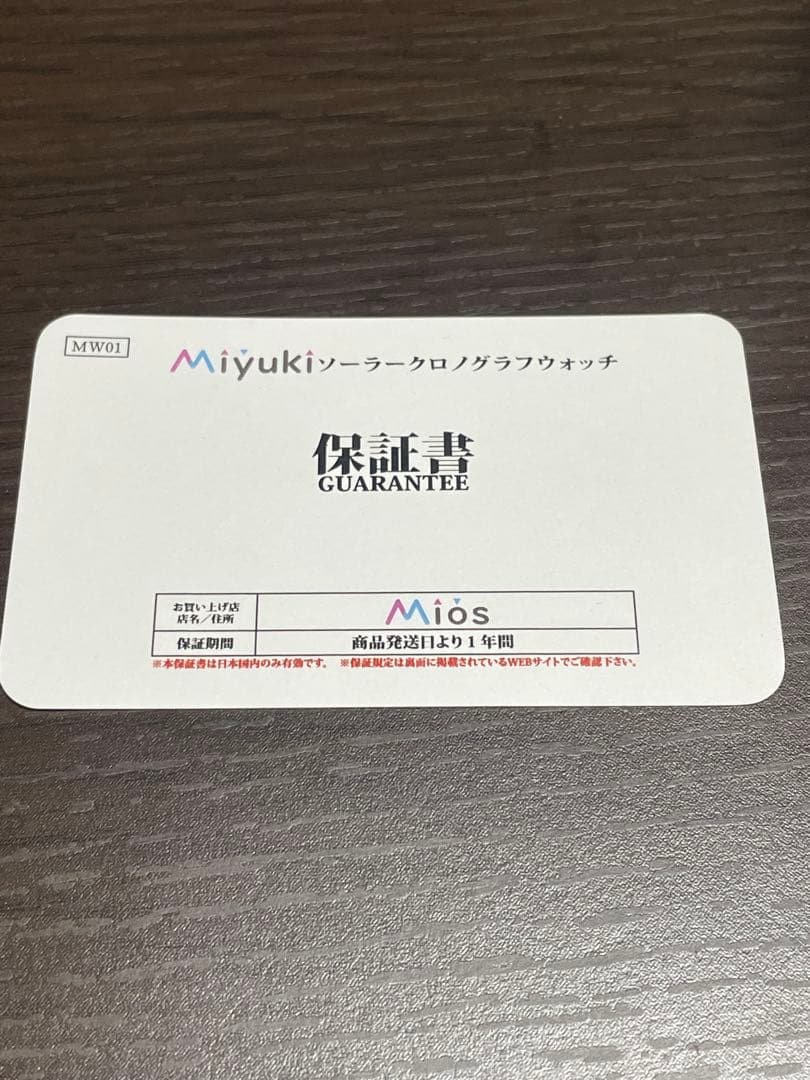 MW01
Miyukiソーラークロノグラフウォッチ
保証書
GUARANTEE
お買い上げ店
店名／住所
Mios
保証期間
商品発送日より1年間
※本保証書は日本国内のみ有効です。 ※保証規定は裏面に掲載されているWEBサイトでご確認下さい。